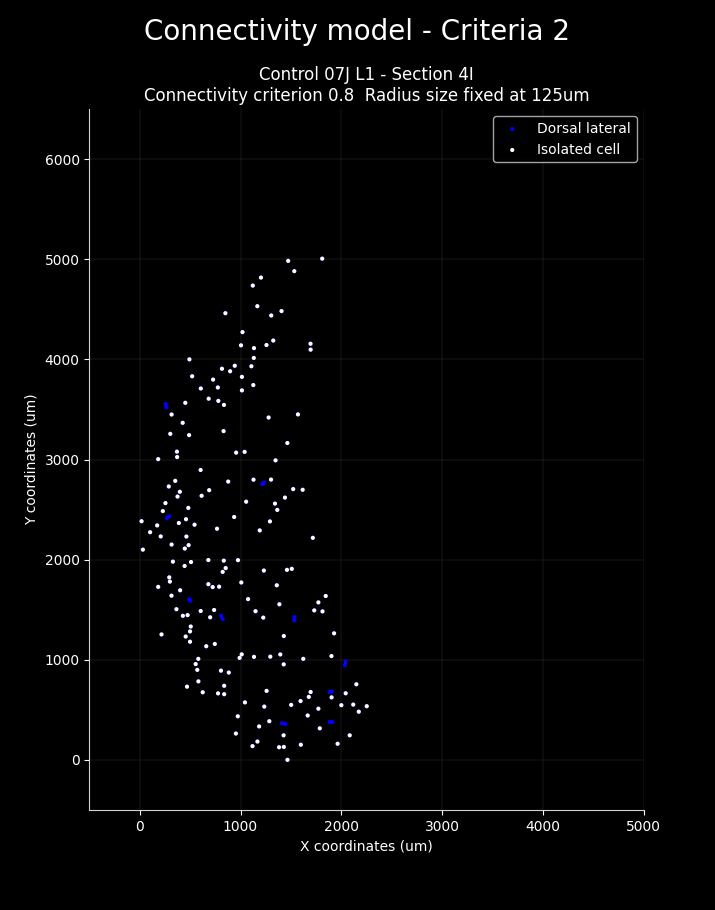 Connectivity model - Criteria 2
Control 07J L1 - Section 4I
Connectivity criterion 0.8  Radius size fixed at 125um
Dorsal lateral
Isolated cell
6000
5000
4000
3000
2000
1000
0
Y coordinates (um)
0 1000 2000 3000 4000 5000
X coordinates (um)